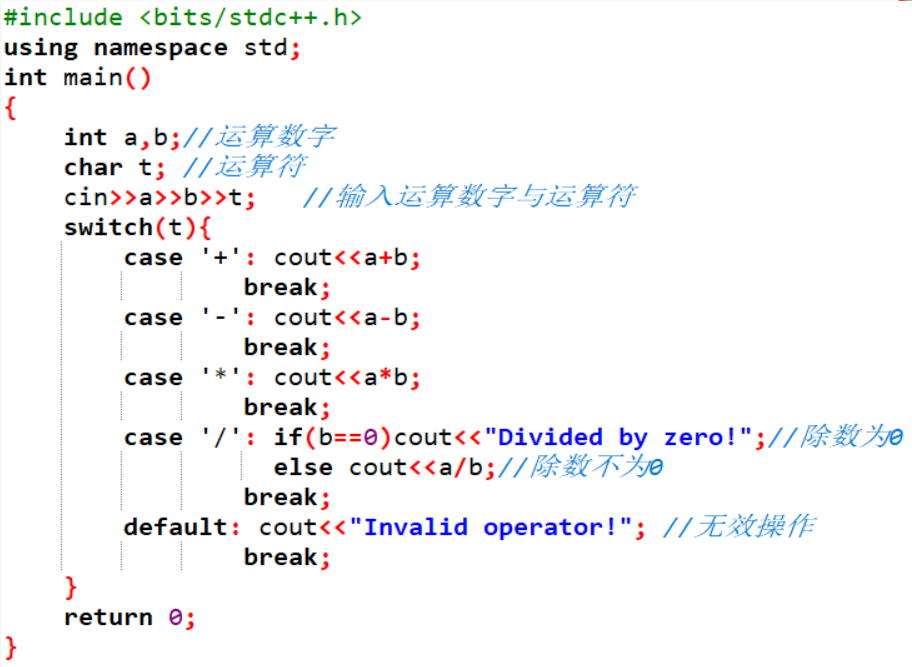 #include <bits/stdc++.h>
using namespace std;
int main()
{
    int a,b;//运算数字
    char t; //运算符
    cin>>a>>b>>t;   //输入运算数字与运算符
    switch(t){
        case '+': cout<<a+b;
                break;
        case '-': cout<<a-b;
                break;
        case '*': cout<<a*b;
                break;
        case '/': if(b==0)cout<<"Divided by zero!";//除数为0
                  else cout<<a/b;//除数不为0
                break;
        default: cout<<"Invalid operator!"; //无效操作
                break;
    }
    return 0;
}